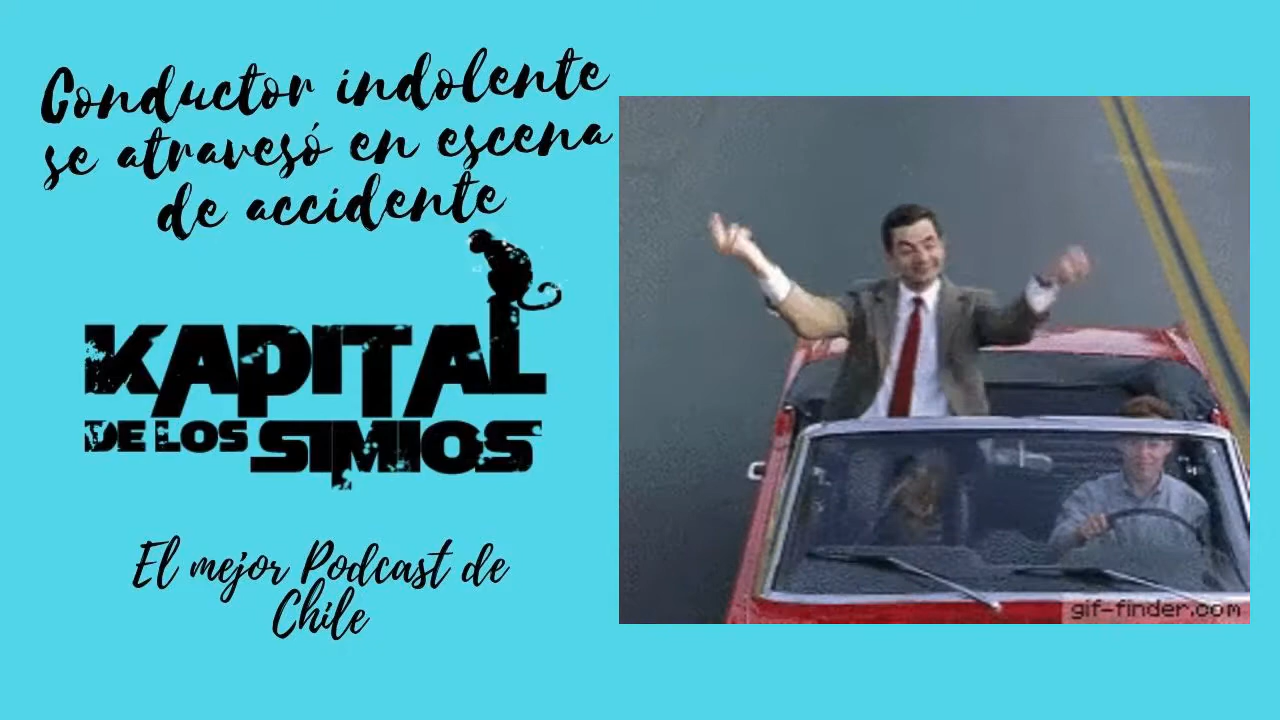 Conductor indolente
se atravesó en escena
de accidente
KAPITAL
DE LOS SIMIOS
El mejor Podcast de
Chile
gif-finder.com